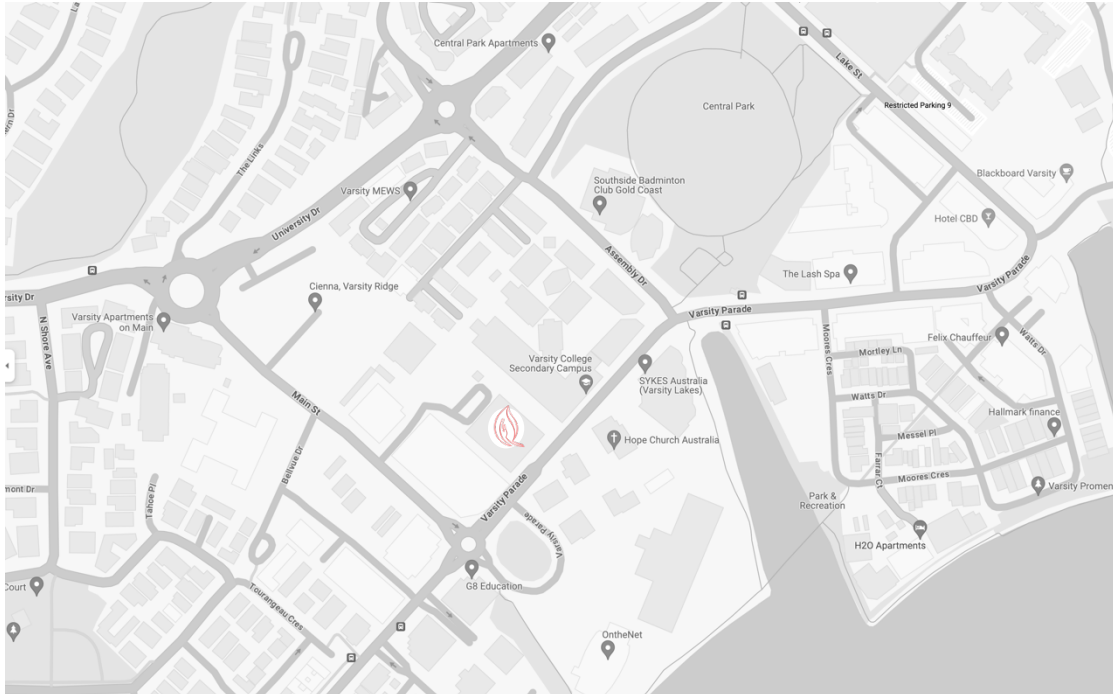 Central Park Apartments
Lake St
Central Park
Restricted Parking 9
The Links
Blackboard Varsity
Southside Badminton
Club Gold Coast
Varsity MEWS
Hotel CBD
University Dr
Assembly Dr
The Lash Spa
Varsity Parade
Cienna, Varsity Ridge
Varsity Parade
N Shore Ave
Varsity Apartments
on Main
Moores Cres
Felix Chauffeur
Watts Dr
Mortley Ln
Varsity College
Secondary Campus
SYKES Australia
(Varsity Lakes)
Main St
Watts Dr
Hallmark finance
Messel Pl
Hope Church Australia
Bellvue Dr
Farrar Ct
Moores Cres
Varsity Parade
Varsity Promen
Park &
Recreation
mont Dr
Tahoe Pl
Varsity Parade
H2O Apartments
G8 Education
Court
Tourangeau Cres
OntheNet